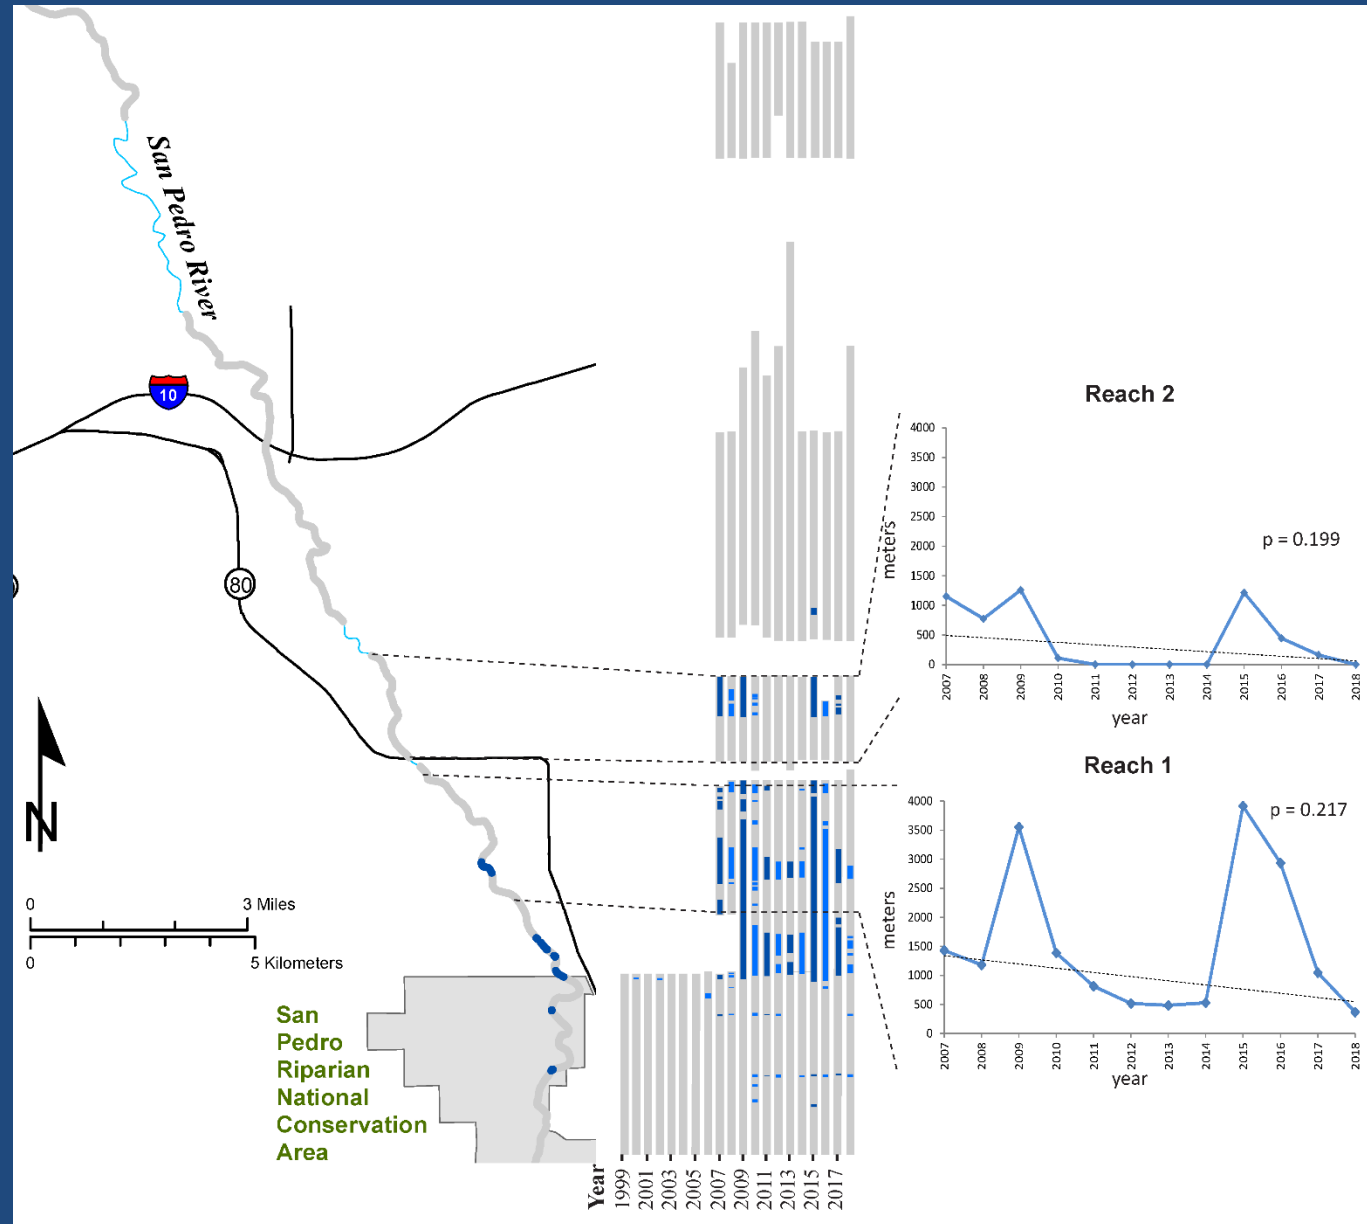 San Pedro River
10
80
N
0
3 Miles
0
5 Kilometers
San
Pedro
Riparian
National
Conservation
Area
Year
1999
2001
2003
2005
2007
2009
2011
2013
2015
2017
Reach 2
4000
3500
3000
2500
2000
1500
1000
500
0
meters
p = 0.199
2007
2008
2009
2010
2011
2012
2013
2014
2015
2016
2017
2018
year
Reach 1
4000
3500
3000
2500
2000
1500
1000
500
0
meters
p = 0.217
2007
2008
2009
2010
2011
2012
2013
2014
2015
2016
2017
2018
year